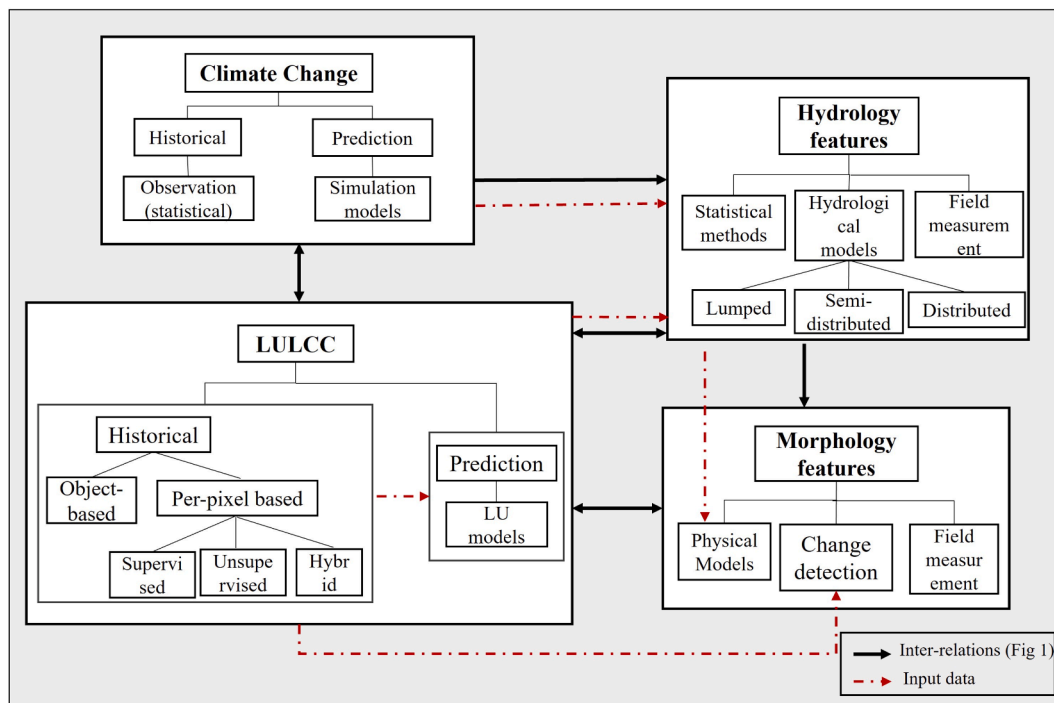 Climate Change
Historical
Prediction
Observation
(statistical)
Simulation
models
Hydrology
features
Statistical
methods
Hydrologi
cal
models
Field
measurem
ent
Lumped
Semi-
distributed
Distributed
LULCC
Historical
Object-
based
Per-pixel based
Supervi
sed
Unsupe
rvised
Hybr
id
Prediction
LU
models
Morphology
features
Physical
Models
Change
detection
Field
measur
ement
Inter-relations (Fig 1)
Input data